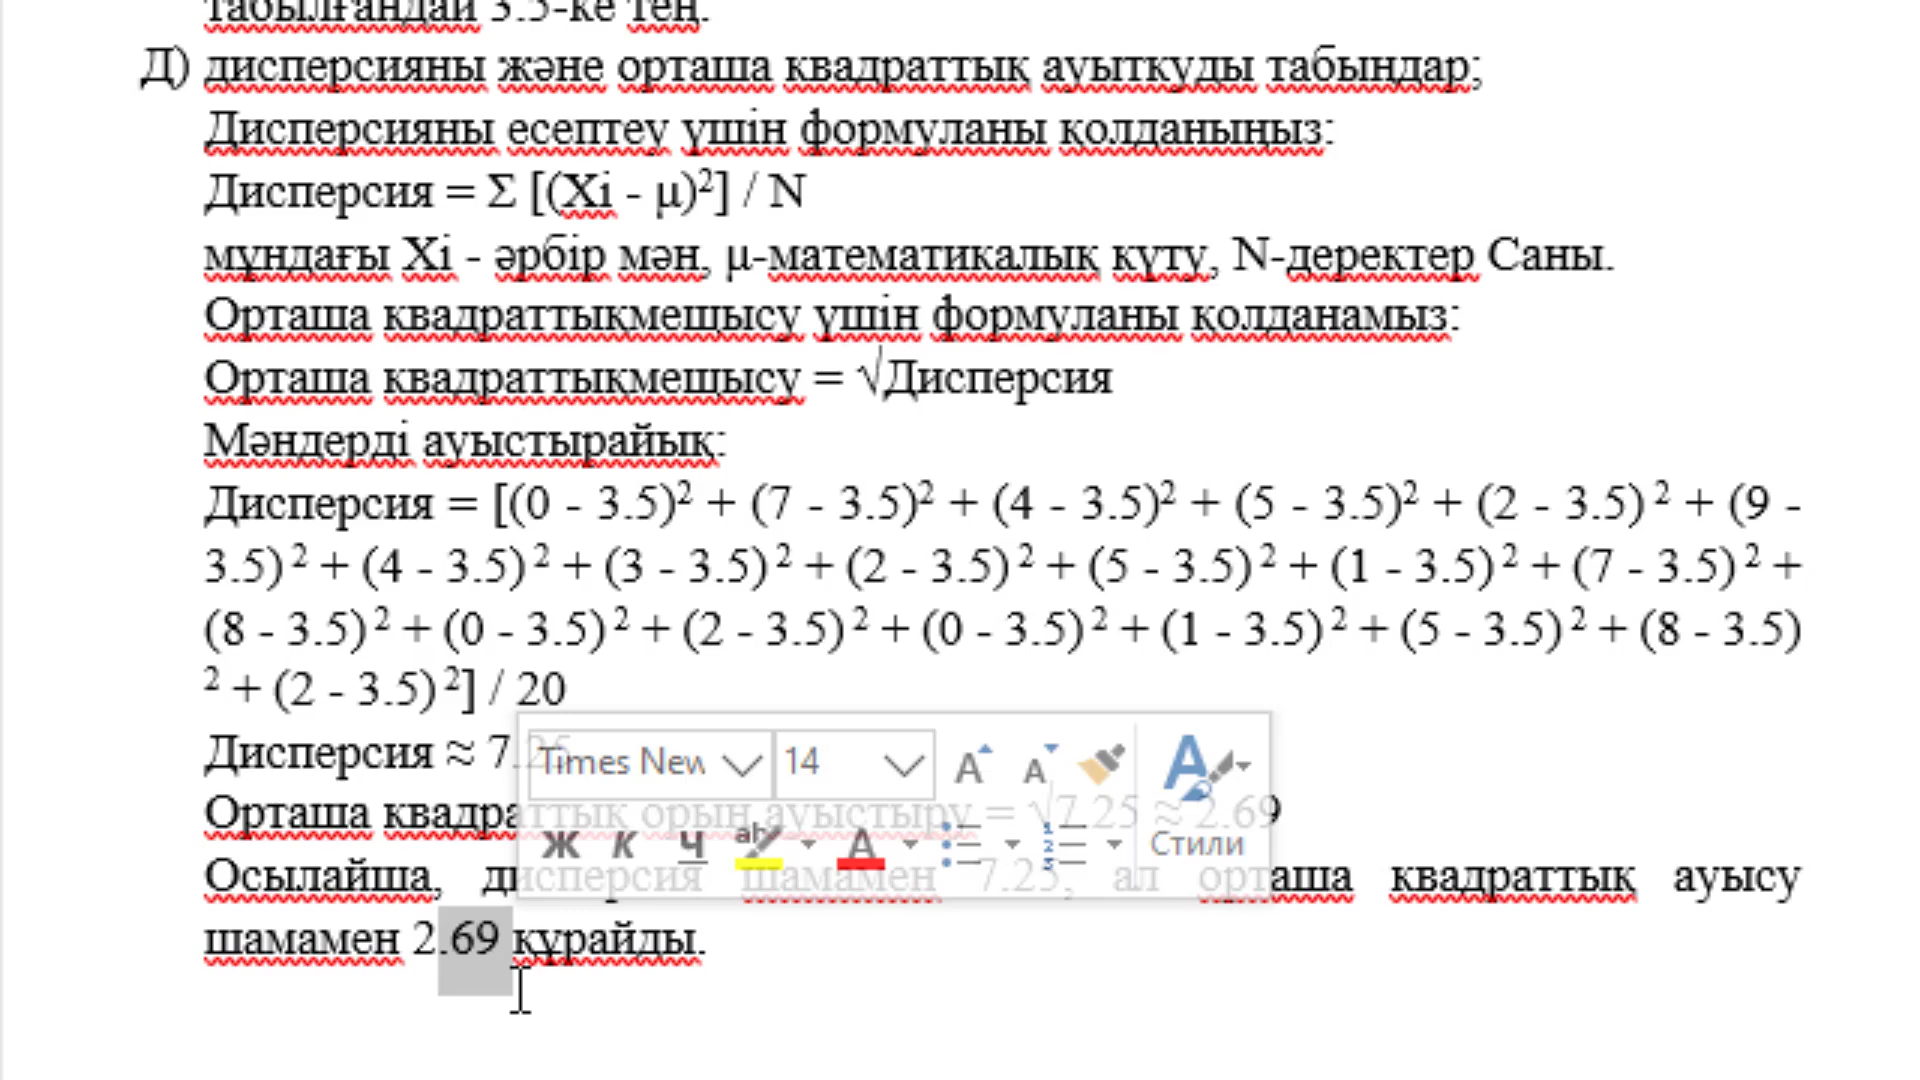 табылғандай 3.5-ке тең.
Д) дисперсияны және орташа квадраттық ауытқуды табыңдар;
Дисперсияны есептеу үшін формуланы қолданыңыз:
Дисперсия = Σ [(Xi - μ)²] / N
мұндағы Xi - әрбір мән, μ-математикалық күту, N-деректер Саны.
Орташа квадраттықмещысу үшін формуланы қолданамыз:
Орташа квадраттықмещысу = √Дисперсия
Мәндерді ауыстырайық:
Дисперсия = [(0 - 3.5)² + (7 - 3.5)² + (4 - 3.5)² + (5 - 3.5)² + (2 - 3.5) ² + (9 -
3.5) ² + (4 - 3.5) ² + (3 - 3.5) ² + (2 - 3.5) ² + (5 - 3.5) ² + (1 - 3.5) ² + (7 - 3.5) ² +
(8 - 3.5) ² + (0 - 3.5) ² + (2 - 3.5) ² + (0 - 3.5) ² + (1 - 3.5) ² + (5 - 3.5) ² + (8 - 3.5)
² + (2 - 3.5) ²] / 20
Дисперсия ≈ 7.25
Times New 14
Орташа квадраттық орын ауыстыру = √7.25 ≈ 2.69
Ж К Ч Стили
Осылайша, дисперсия шамамен 7.25, ал орташа квадраттық ауысу
шамамен 2.69 құрайды.